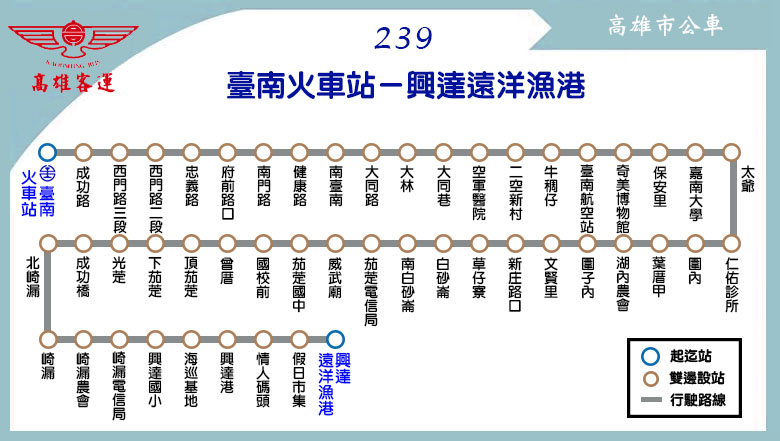 239
高雄市公車
KAOHSIUNG BUS
高雄客運
臺南火車站－興達遠洋漁港
臺南火車站
成功路
西門路三段
西門路二段
忠義路
府前路口
南門路
健康路
南臺南
大同路
大林
大同巷
空軍醫院
二空新村
牛稠仔
臺南航空站
奇美博物館
保安里
嘉南大學
太爺
北崎漏
成功橋
光萣
下茄萣
頂茄萣
曾厝
國校前
茄萣國中
威武廟
茄萣電信局
南白砂崙
白砂崙
草仔寮
新庄路口
文賢里
圍子內
湖內農會
葉厝甲
圍內
仁佑診所
崎漏
崎漏農會
崎漏電信局
興達國小
海巡基地
興達港
情人碼頭
假日市集
興達
遠洋漁港
起迄站
雙邊設站
行駛路線